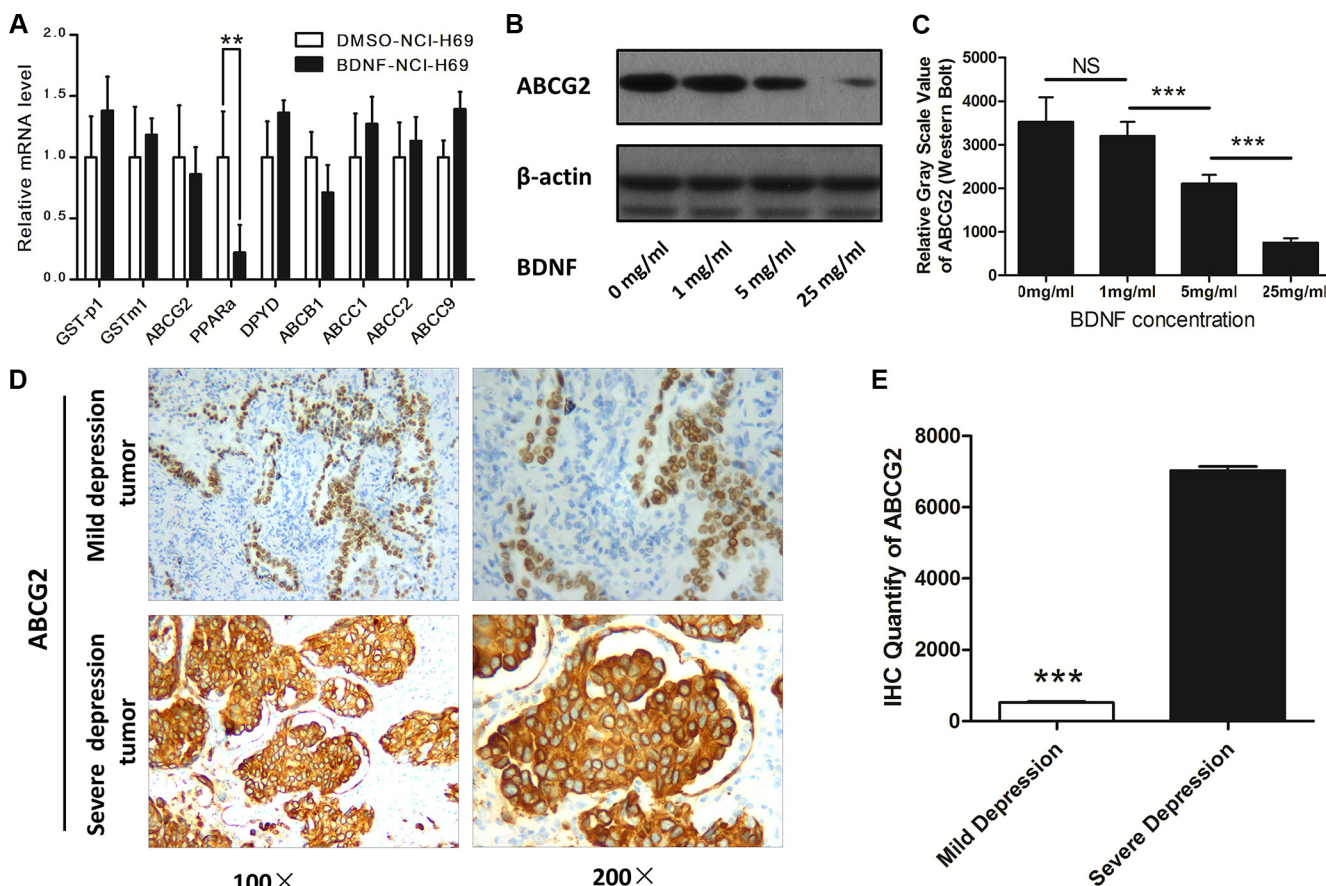 A
2.0
1.5
1.0
0.5
0.0
Relative mRNA level
**
DMSO-NCI-H69
BDNF-NCI-H69
GST-p1
GSTm1
ABCG2
PPARa
DPYD
ABCB1
ABCC1
ABCC2
ABCC9
B
ABCG2
β-actin
BDNF
0 mg/ml
1 mg/ml
5 mg/ml
25 mg/ml
C
Relative Gray Scale Value
of ABCG2 (Western Bolt)
5000
4000
3000
2000
1000
0
NS
***
***
0mg/ml
1mg/ml
5mg/ml
25mg/ml
BDNF concentration
D
ABCG2
Mild depression
tumor
Severe depression
tumor
100×
200×
E
IHC Quantify of ABCG2
8000
6000
4000
2000
0
***
Mild Depression
Severe Depression